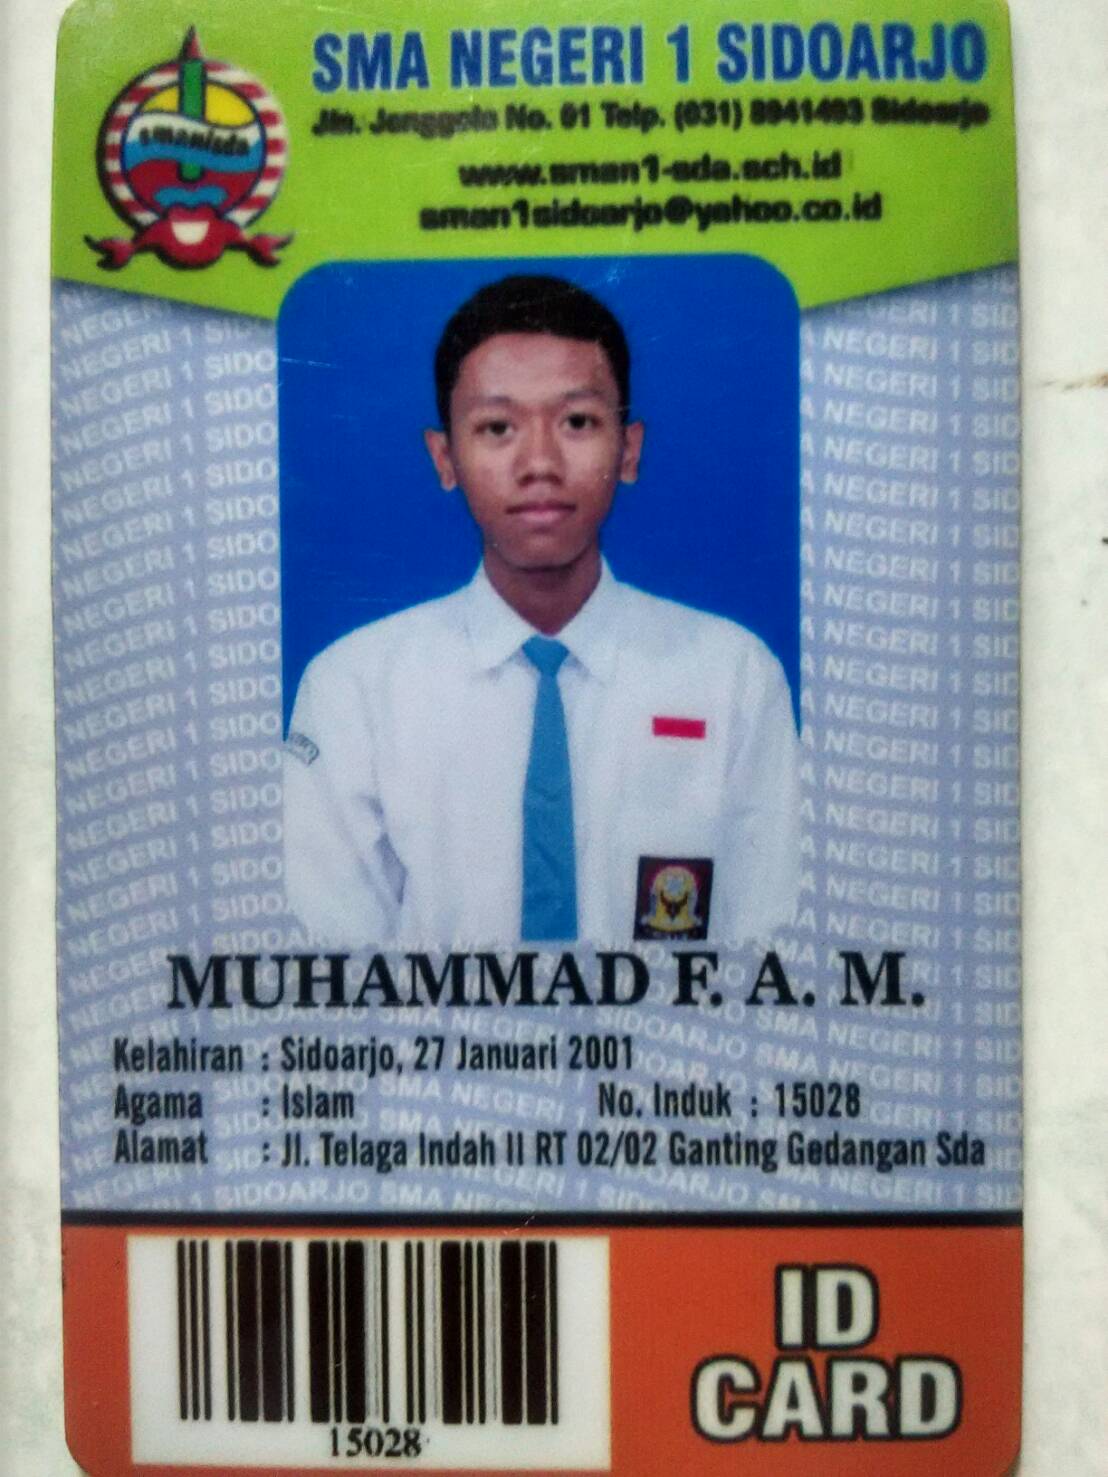 SMA NEGERI 1 SIDOARJO
Jln. Jenggolo No. 01 Telp. (031) 8941493 Sidoarjo
www.sman1-sda.sch.id
sman1sidoarjo@yahoo.co.id
smanisda
MUHAMMAD F. A. M.
Kelahiran : Sidoarjo, 27 Januari 2001
Agama : Islam No. Induk : 15028
Alamat : Jl. Telaga Indah II RT 02/02 Ganting Gedangan Sda
15028
ID
CARD